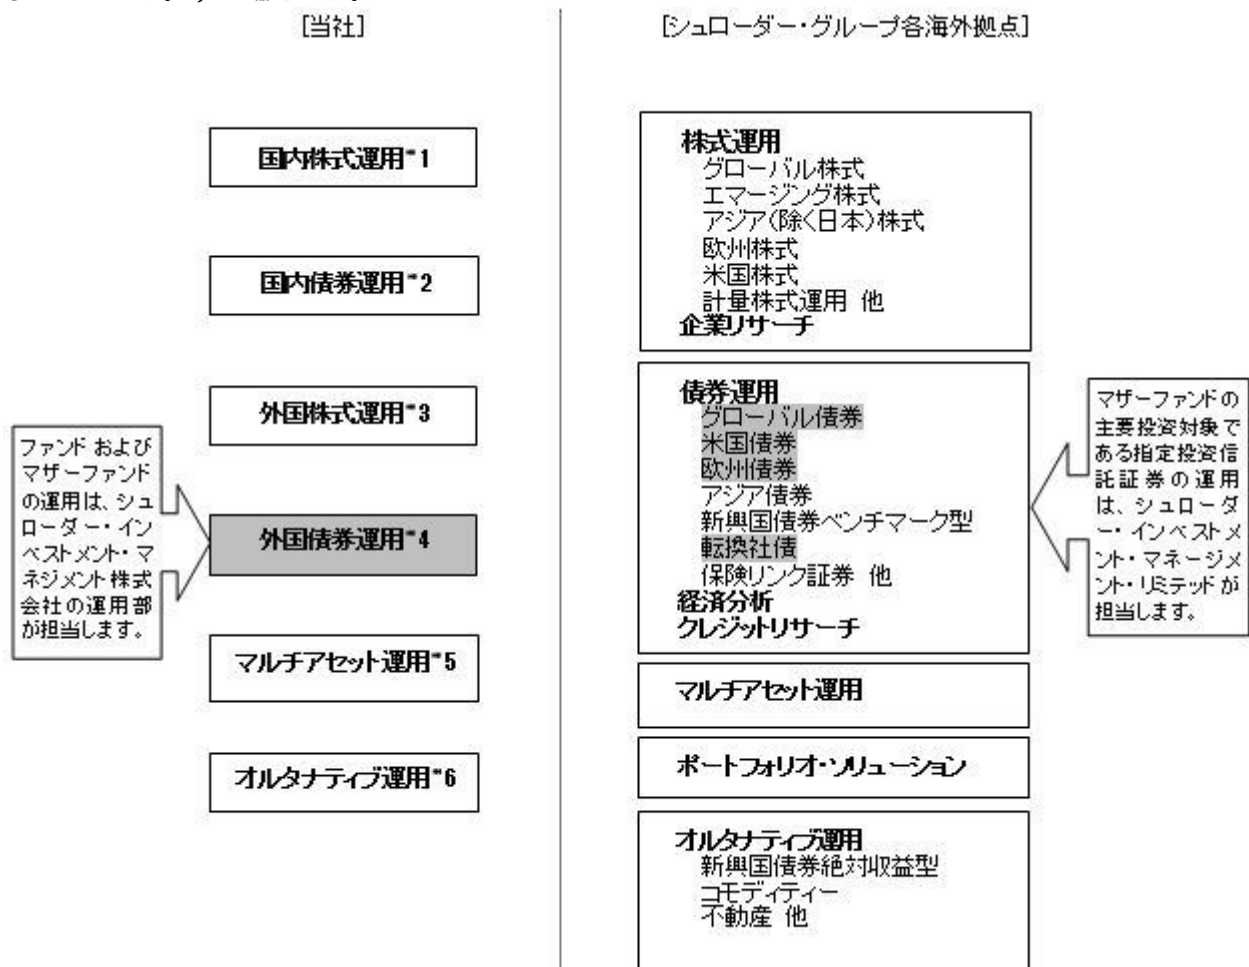 [当社]
[シュローダー・グループ各海外拠点]
国内株式運用*1
国内債券運用*2
外国株式運用*3
外国債券運用*4
マルチアセット運用*5
オルタナティブ運用*6
ファンド および
マザーファンド
の運用は、シュ
ローダー・イン
ベストメント・マ
ネジメント 株式
会社の運用部
が担当します。
株式運用
グローバル株式
エマージング株式
アジア(除く日本)株式
欧州株式
米国株式
計量株式運用 他
企業リサーチ
債券運用
グローバル債券
米国債券
欧州債券
アジア債券
新興国債券ベンチマーク型
転換社債
保険リンク証券 他
経済分析
クレジットリサーチ
マルチアセット運用
ポートフォリオ・ソリューション
オルタナティブ運用
新興国債券絶対収益型
コモディティー
不動産 他
マザーファンドの
主要投資対象で
ある指定投資信
託証券の運用
は、シュローダ
ー・インベストメ
ント・マネージメ
ント・リミテッドが
担当します。